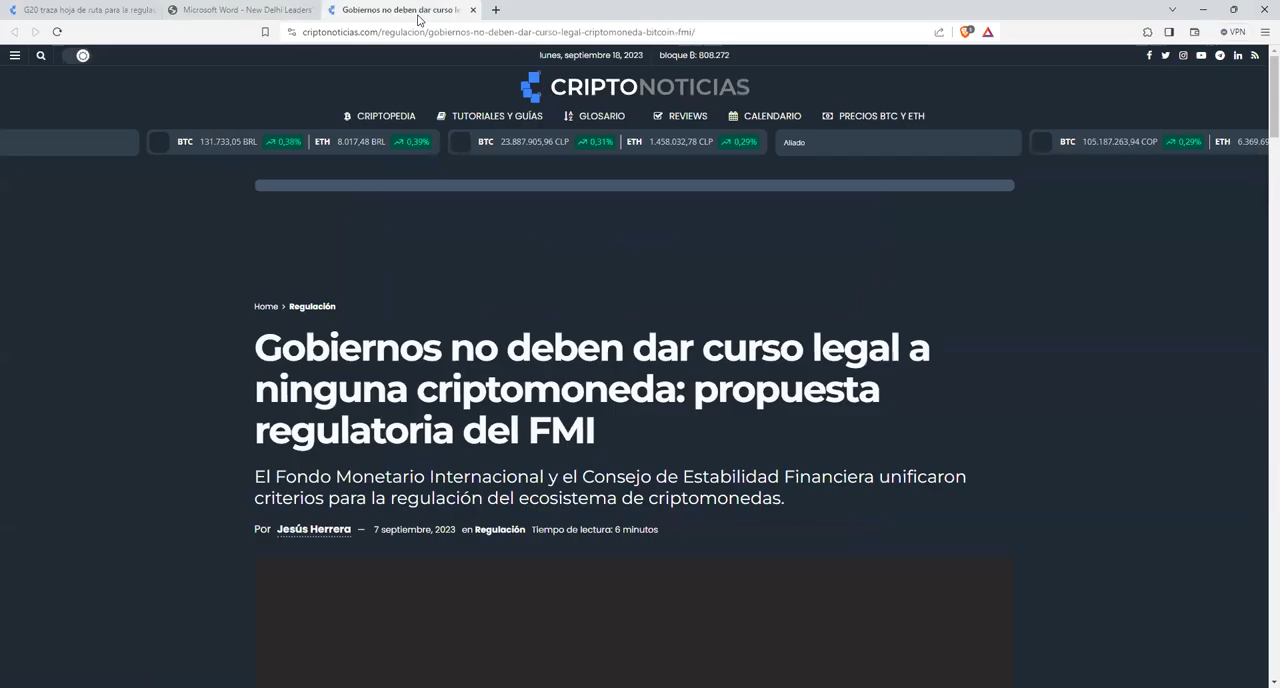 G20 traza hoja de ruta para la regula
Microsoft Word - New Delhi Leaders'
Gobiernos no deben dar curso le
criptonoticias.com/regulacion/gobiernos-no-deben-dar-curso-legal-criptomoneda-bitcoin-fmi/
VPN
lunes, septiembre 18, 2023
bloque ₿: 808.272
CRIPTONOTICIAS
CRIPTOPEDIA
TUTORIALES Y GUÍAS
GLOSARIO
REVIEWS
CALENDARIO
PRECIOS BTC Y ETH
BTC 131.733,05 BRL 0,38% ETH 8.017,48 BRL 0,39%
BTC 23.887.905,96 CLP 0,31% ETH 1.458.032,78 CLP 0,29%
Aliado
BTC 105.187.263,94 COP 0,29% ETH 6.369.69
Home > Regulación
Gobiernos no deben dar curso legal a
ninguna criptomoneda: propuesta
regulatoria del FMI
El Fondo Monetario Internacional y el Consejo de Estabilidad Financiera unificaron
criterios para la regulación del ecosistema de criptomonedas.
Por Jesús Herrera — 7 septiembre, 2023 en Regulación Tiempo de lectura: 6 minutos